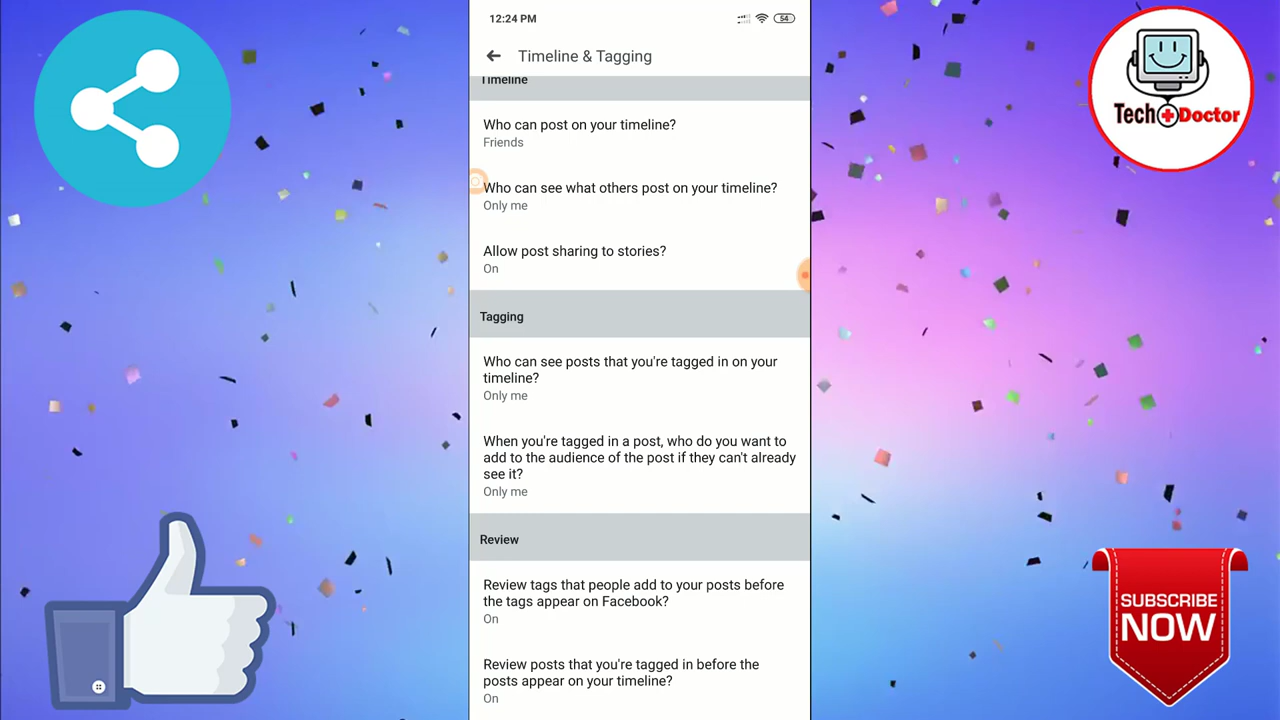 12:24 PM
54
Timeline & Tagging
Timeline
Who can post on your timeline?
Friends
Who can see what others post on your timeline?
Only me
Allow post sharing to stories?
On
Tagging
Who can see posts that you're tagged in on your
timeline?
Only me
When you're tagged in a post, who do you want to
add to the audience of the post if they can't already
see it?
Only me
Review
Review tags that people add to your posts before
the tags appear on Facebook?
On
Review posts that you're tagged in before the
posts appear on your timeline?
On
Tech Doctor
SUBSCRIBE
NOW